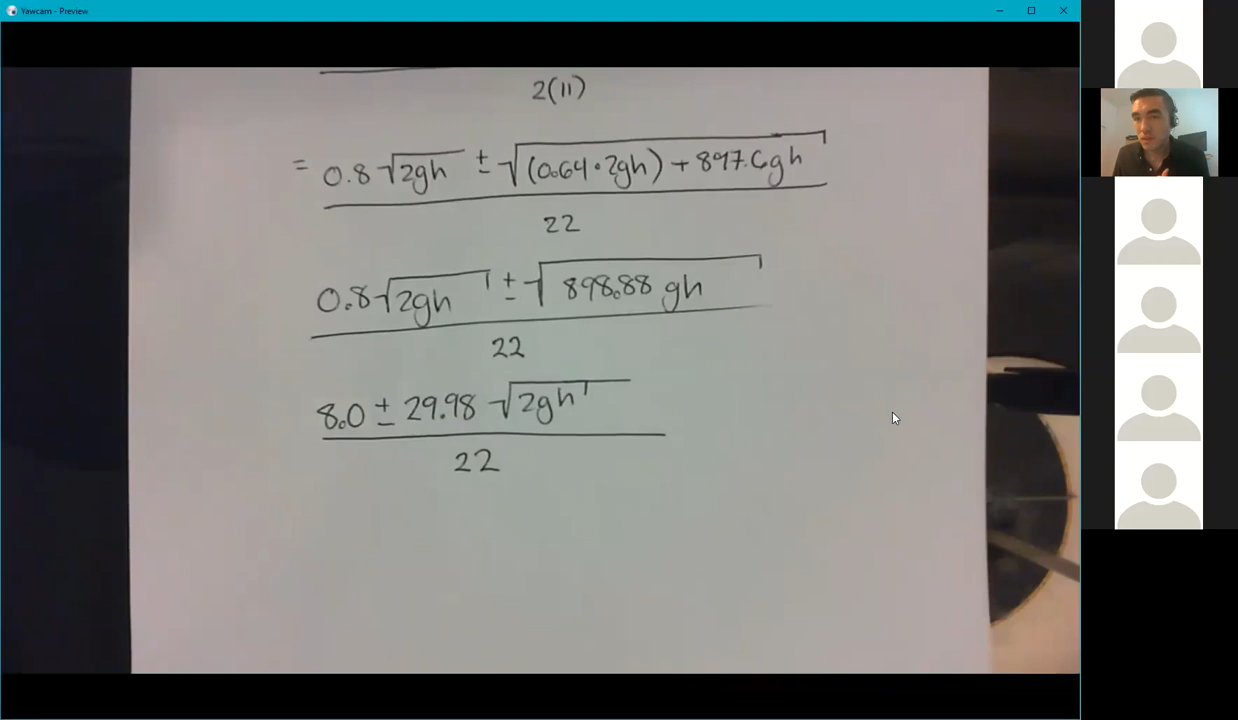 Yawcam - Preview
2(11)
= 0.8 √2gh ± √(0.64 · 2gh) + 897.6gh
22
0.8 √2gh ± √898.88 gh
22
8.0 ± 29.98 √2gh
22